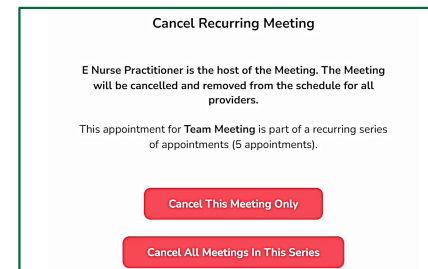 Cancel Recurring Meeting
E Nurse Practitioner is the host of the Meeting. The Meeting
will be cancelled and removed from the schedule for all
providers.
This appointment for Team Meeting is part of a recurring series
of appointments (5 appointments).
Cancel This Meeting Only
Cancel All Meetings In This Series